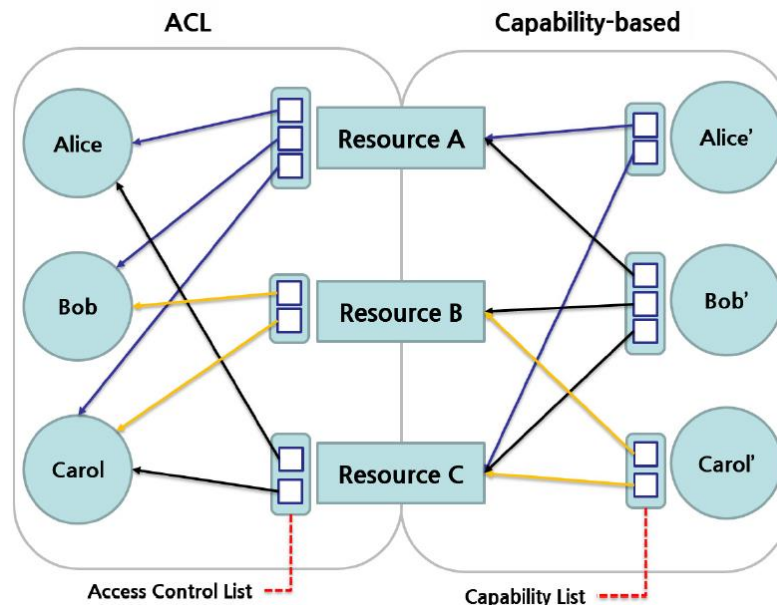 ACL
Capability-based
Alice
Resource A
Alice'
Bob
Resource B
Bob'
Carol
Resource C
Carol'
Access Control List
Capability List